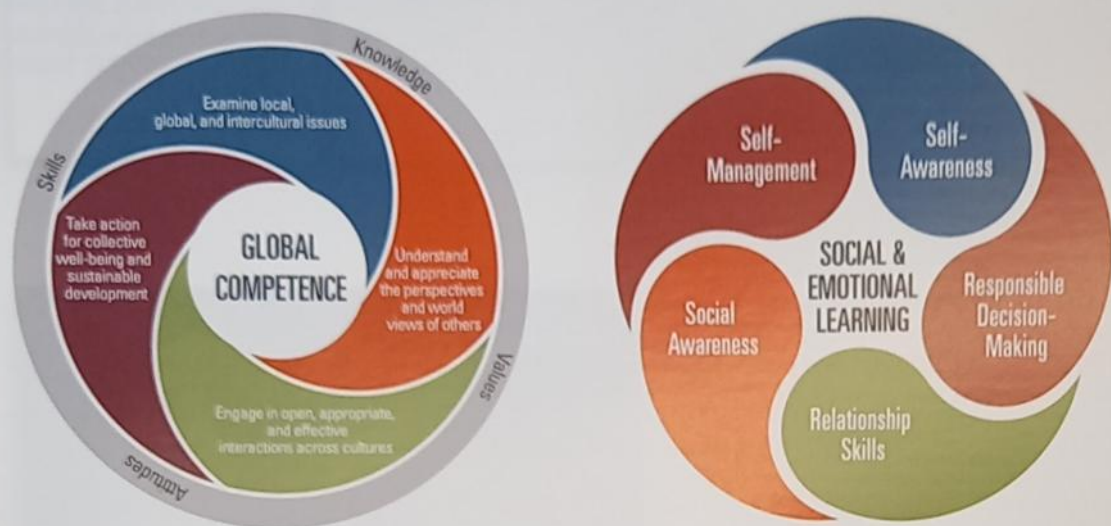 Knowledge
Skills
Values
Attitudes
Examine local,
global, and intercultural issues
Take action
for collective
well-being and
sustainable
development
GLOBAL
COMPETENCE
Understand
and appreciate
the perspectives
and world
views of others
Engage in open, appropriate,
and effective
interactions across cultures
Self-
Management
Self-
Awareness
SOCIAL &
EMOTIONAL
LEARNING
Social
Awareness
Responsible
Decision-
Making
Relationship
Skills